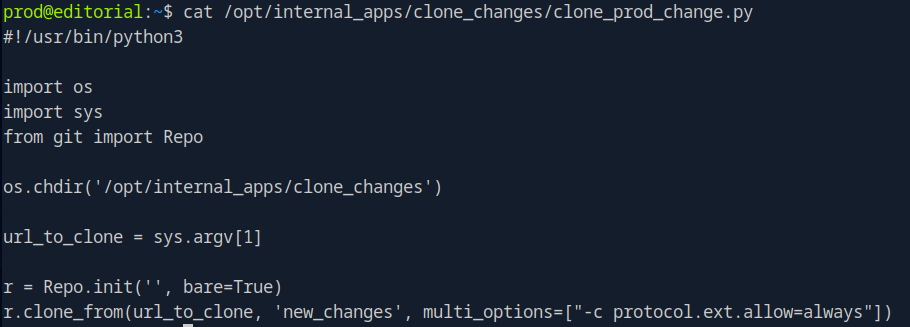 prod@editorial:~$ cat /opt/internal_apps/clone_changes/clone_prod_change.py
#!/usr/bin/python3
import os
import sys
from git import Repo
os.chdir('/opt/internal_apps/clone_changes')
url_to_clone = sys.argv[1]
r = Repo.init('', bare=True)
r.clone_from(url_to_clone, 'new_changes', multi_options=["-c protocol.ext.allow=always"])